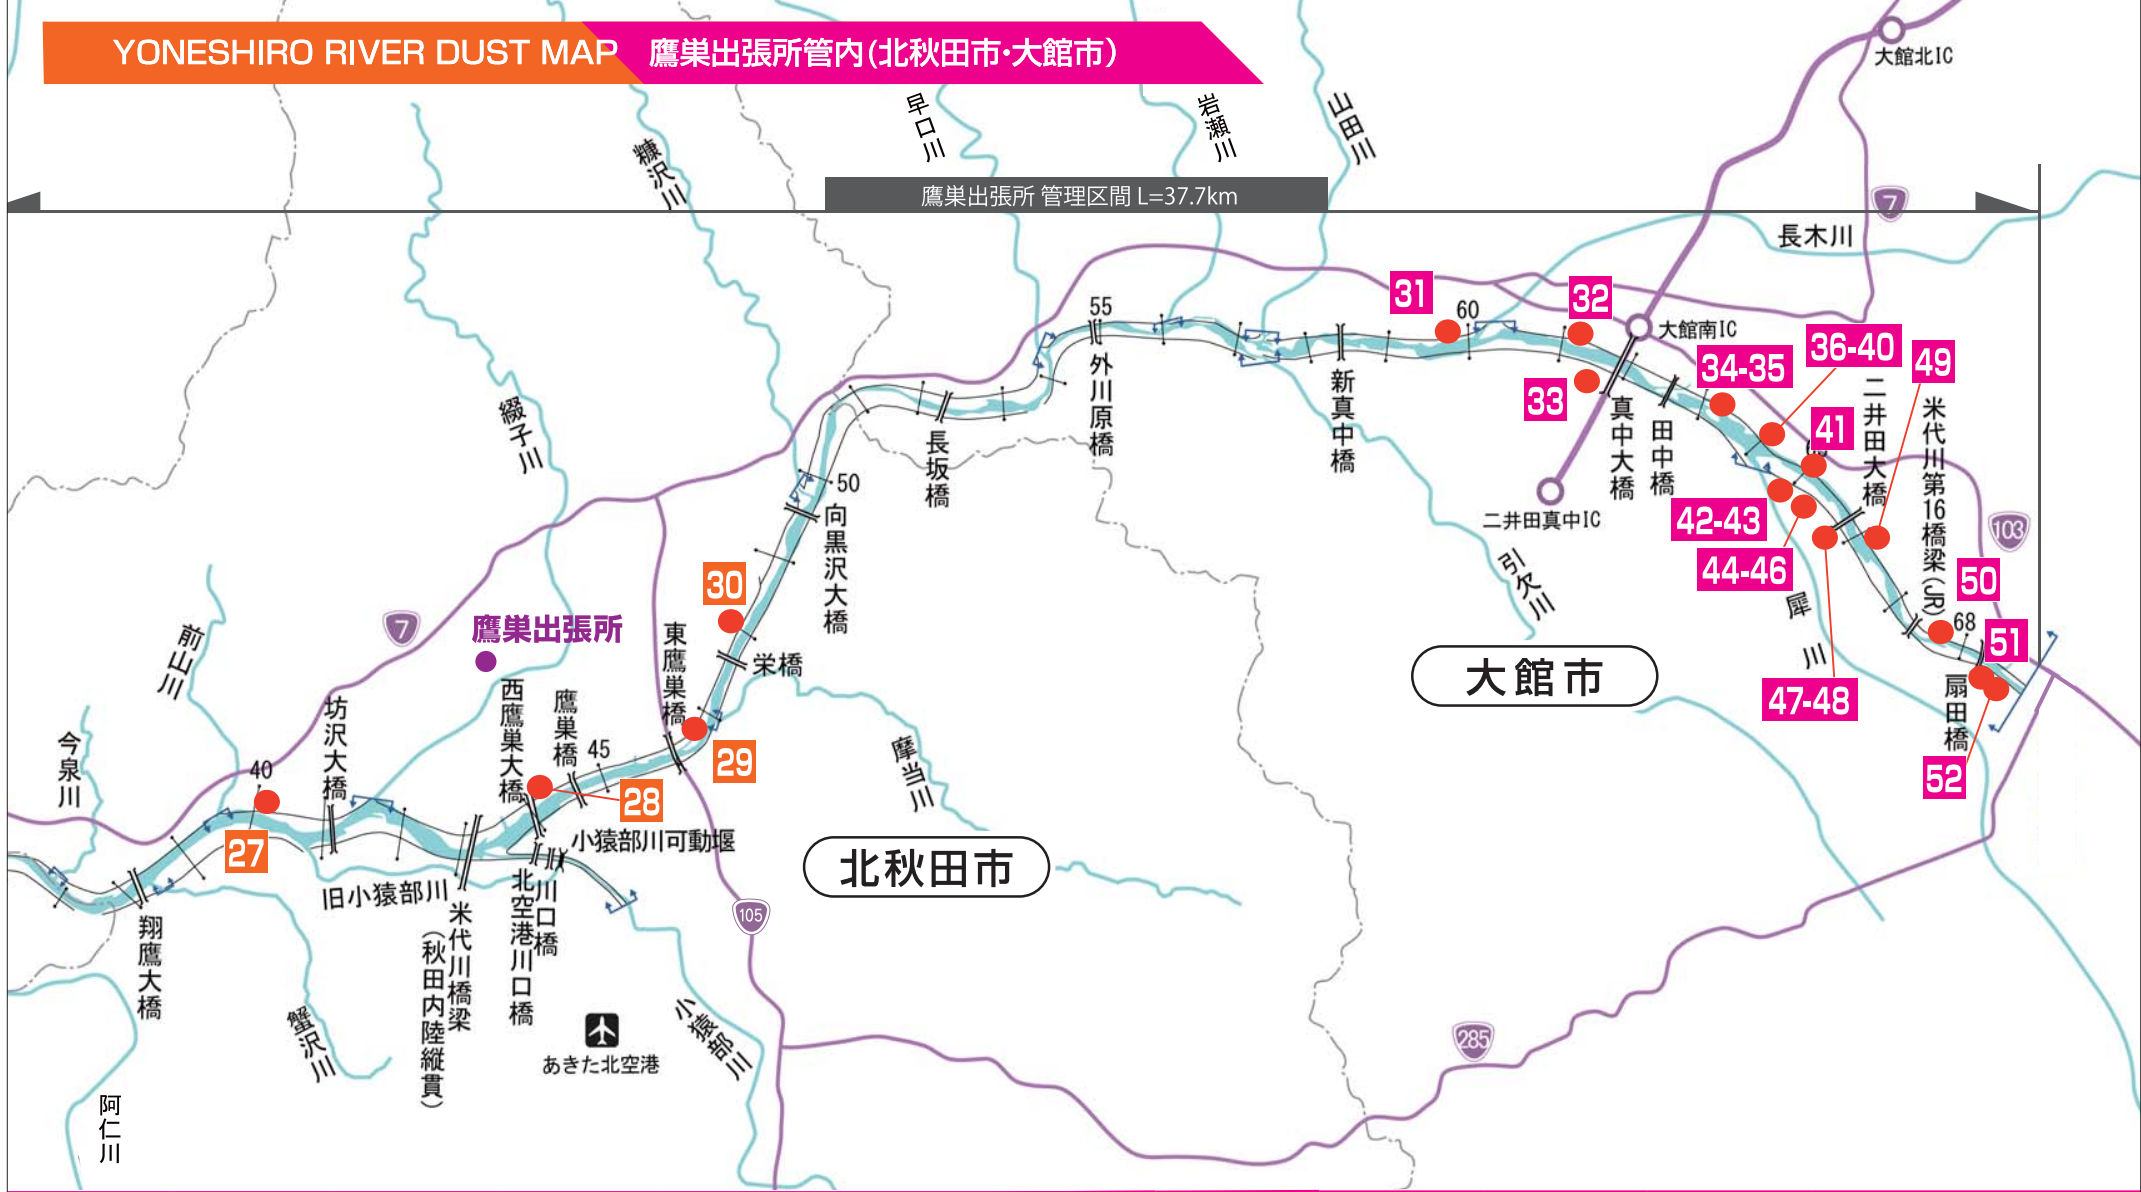 YONESHIRO RIVER DUST MAP
鷹巣出張所管内(北秋田市・大館市)
大館北IC
早口川
岩瀬川
山田川
糠沢川
鷹巣出張所 管理区間 L=37.7km
7
長木川
31
60
32
55
大館南IC
36-40
49
34-35
外川原橋
新真中橋
33
真中大橋
田中橋
41
二井田大橋
米代川第16橋梁(JR)
綴子川
長坂橋
50
向黒沢大橋
二井田真中IC
42-43
44-46
103
引欠川
30
50
犀川
68
51
7
鷹巣出張所
前山川
東鷹巣橋
栄橋
大館市
47-48
扇田橋
52
今泉川
坊沢大橋
西鷹巣大橋
鷹巣橋
45
29
摩当川
40
28
27
小猿部川可動堰
北秋田市
旧小猿部川
米代川橋梁
(秋田内陸縦貫)
北空港川口橋
川口橋
105
翔鷹大橋
蟹沢川
小猿部川
あきた北空港
285
阿仁川